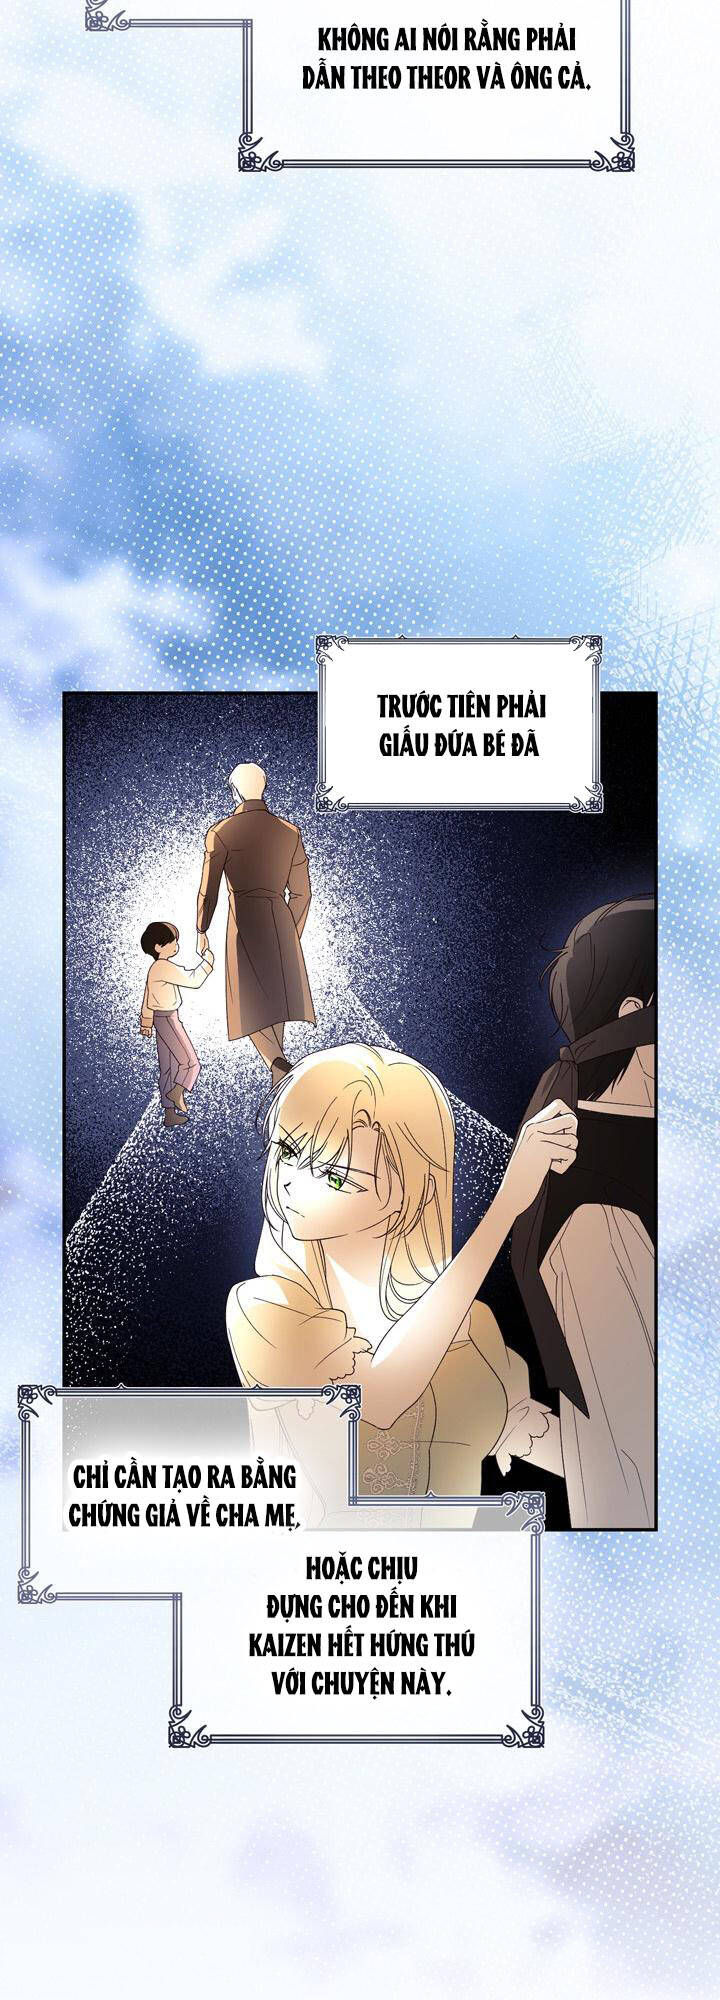 KHÔNG AI NÓI RẰNG PHẢI
DẪN THEO THEOR VÀ ÔNG CẢ.
TRƯỚC TIÊN PHẢI
GIẤU ĐỨA BÉ ĐÃ
CHỈ CẦN TẠO RA BẰNG
CHỨNG GIẢ VỀ CHA MẸ,
HOẶC CHỊU
ĐỰNG CHO ĐẾN KHI
KAIZEN HẾT HỨNG THÚ
VỚI CHUYỆN NÀY.